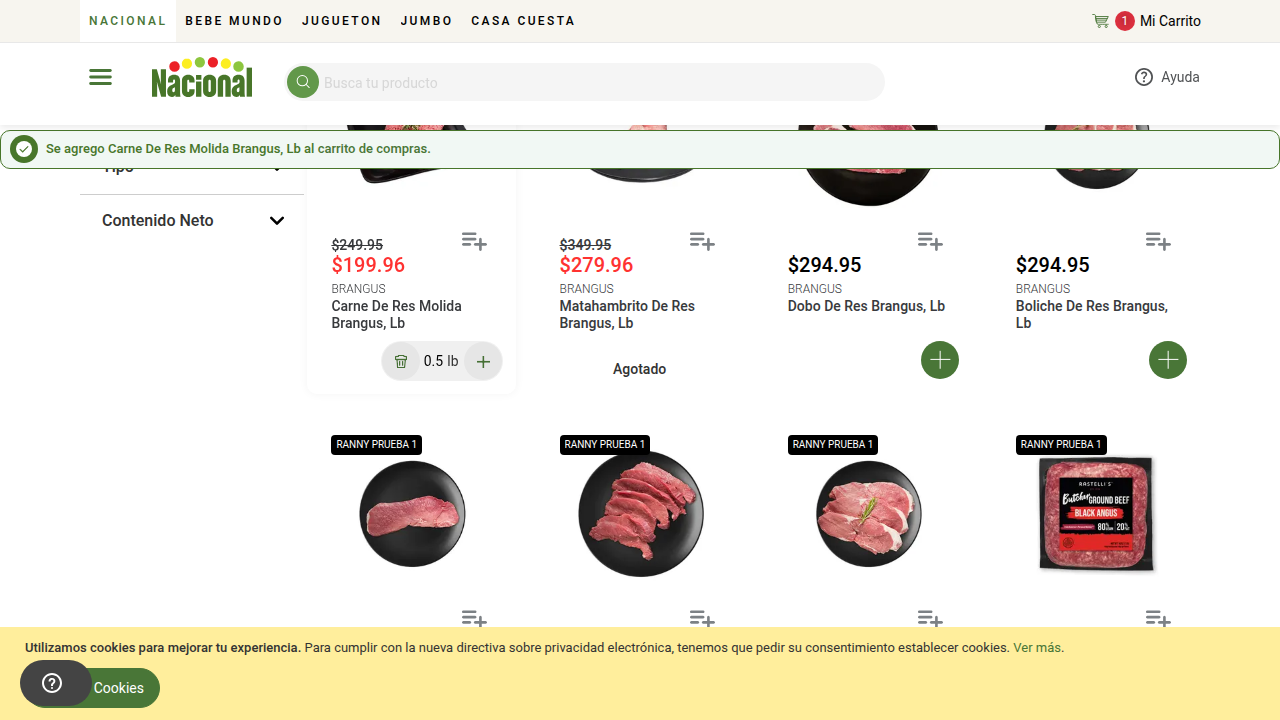 NACIONAL BEBE MUNDO JUGUETON JUMBO CASA CUESTA
1 Mi Carrito
Nacional
Busca tu producto
Ayuda
Se agrego Carne De Res Molida Brangus, Lb al carrito de compras.
Tipo
Contenido Neto
$249.95
$199.96
BRANGUS
Carne De Res Molida
Brangus, Lb
0.5 lb
$349.95
$279.96
BRANGUS
Matahambrito De Res
Brangus, Lb
Agotado
$294.95
BRANGUS
Dobo De Res Brangus, Lb
$294.95
BRANGUS
Boliche De Res Brangus,
Lb
RANNY PRUEBA 1
RANNY PRUEBA 1
RANNY PRUEBA 1
RANNY PRUEBA 1
RASTELLI'S
Butcher GROUND BEEF
BLACK ANGUS
80% 20%
Utilizamos cookies para mejorar tu experiencia. Para cumplir con la nueva directiva sobre privacidad electrónica, tenemos que pedir su consentimiento establecer cookies. Ver más.
Cookies